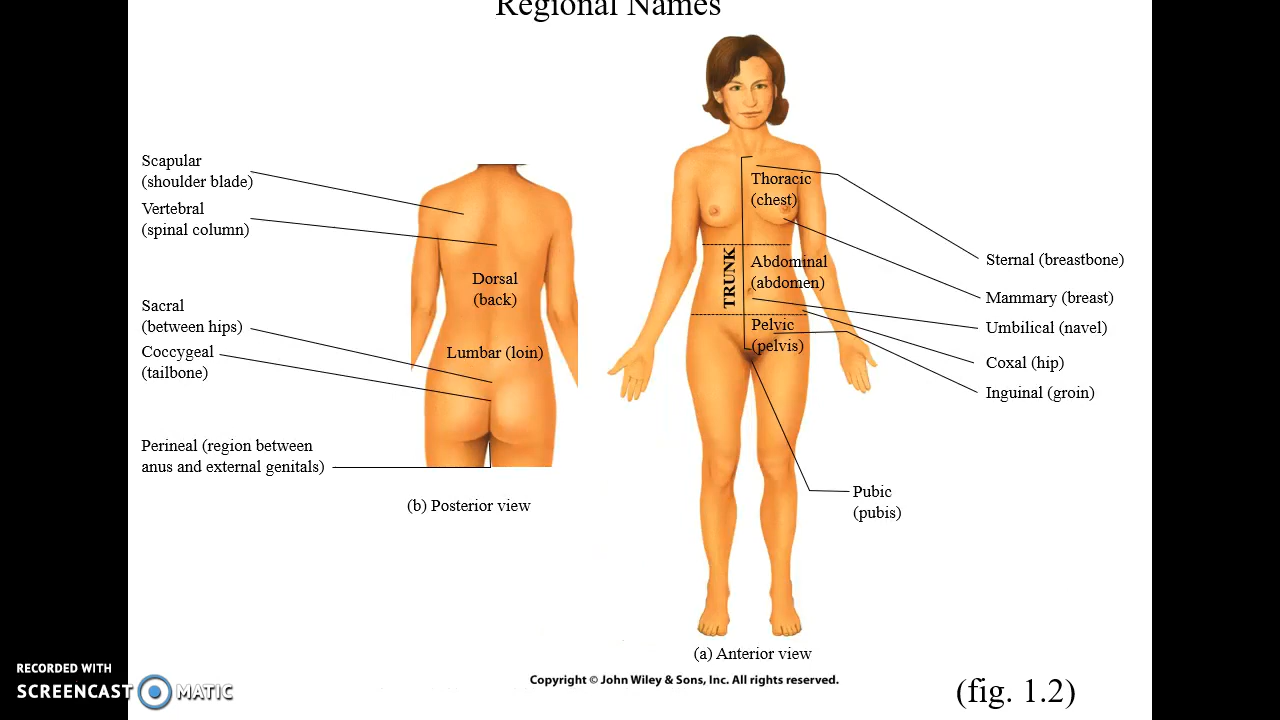 Regional Names
Scapular
(shoulder blade)
Vertebral
(spinal column)
Dorsal
(back)
Sacral
(between hips)
Lumbar (loin)
Coccygeal
(tailbone)
Perineal (region between
anus and external genitals)
(b) Posterior view
Thoracic
(chest)
TRUNK
Abdominal
(abdomen)
Pelvic
(pelvis)
Sternal (breastbone)
Mammary (breast)
Umbilical (navel)
Coxal (hip)
Inguinal (groin)
Pubic
(pubis)
(a) Anterior view
Copyright © John Wiley & Sons, Inc. All rights reserved.
(fig. 1.2)
RECORDED WITH
SCREENCAST MATIC